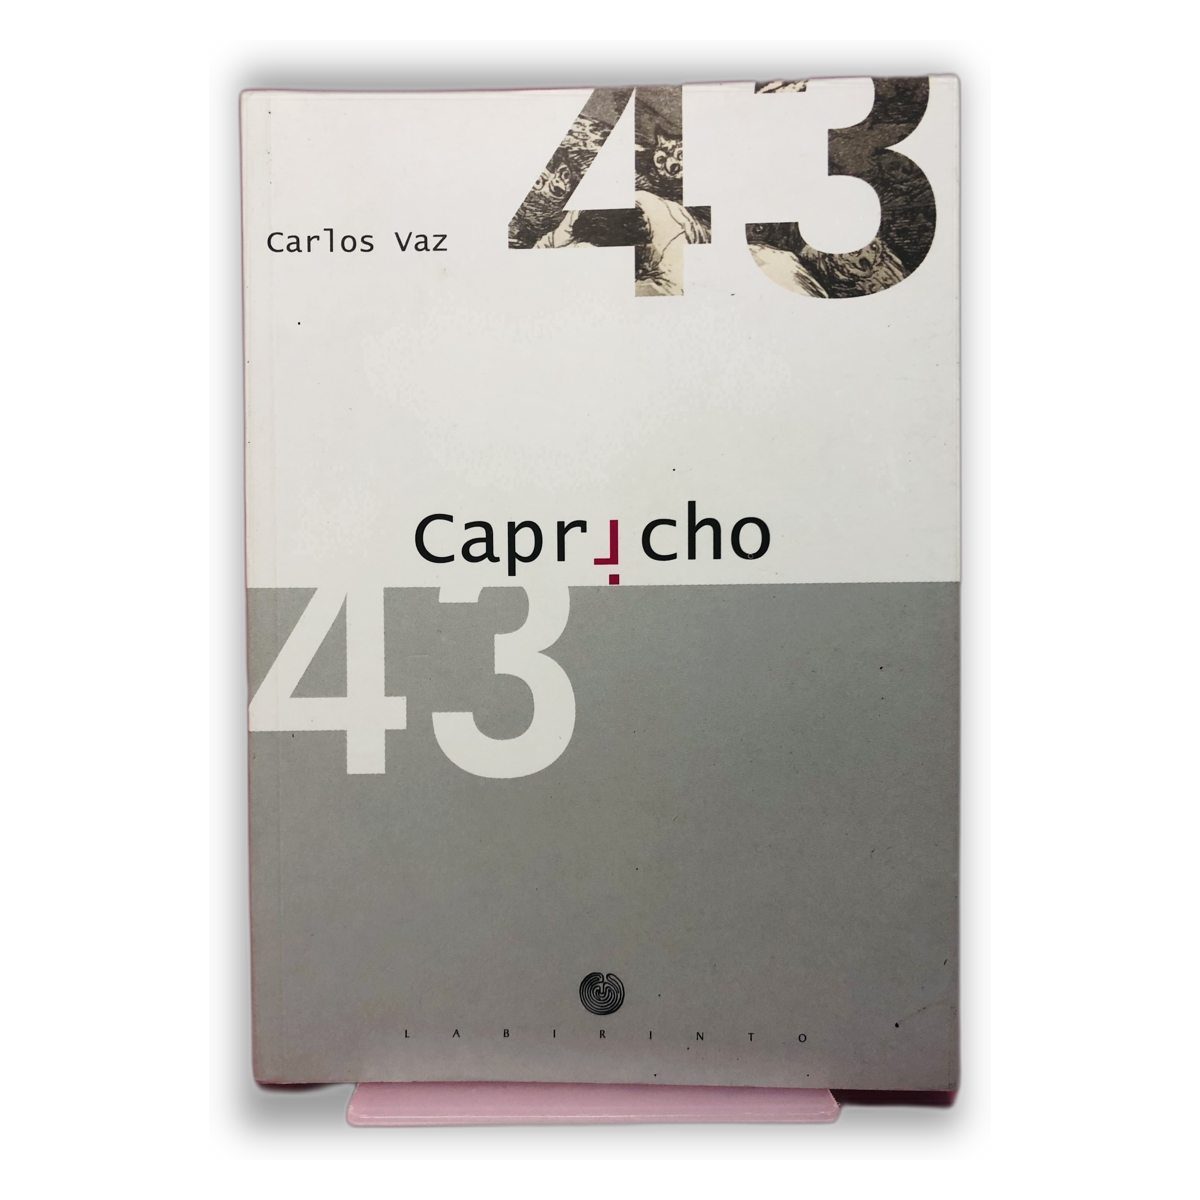 43
Carlos Vaz
Capricho
43
LABIRINTO